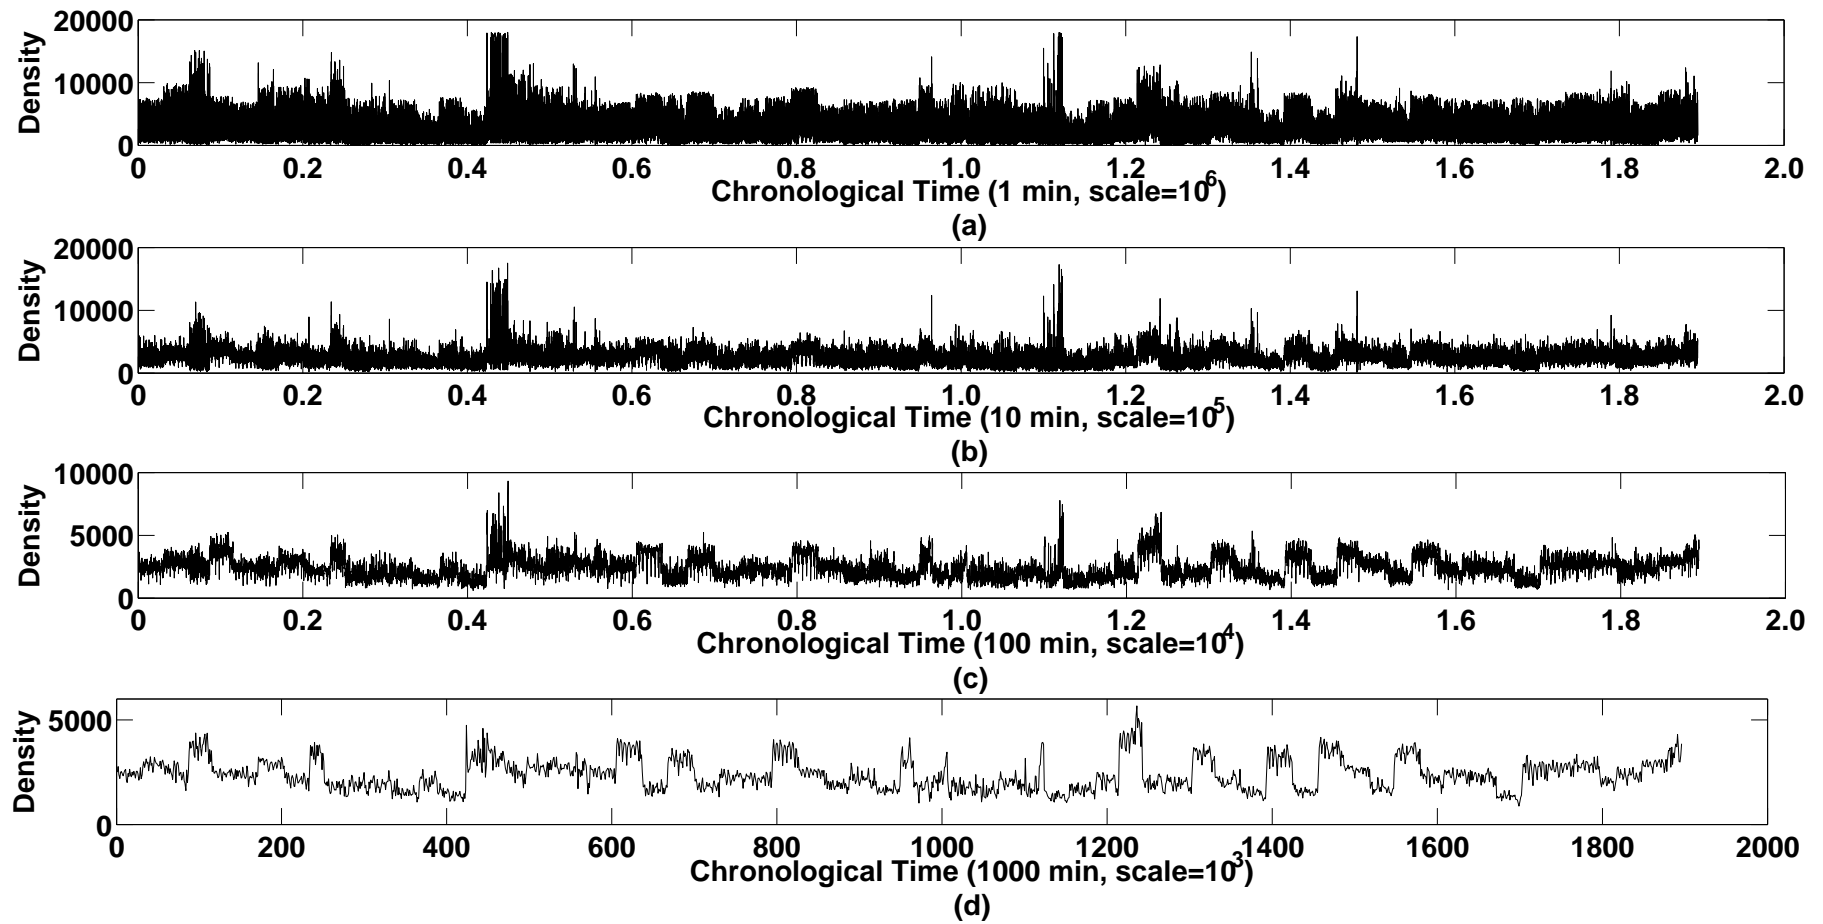 20000
10000
0
Density
0 0.2 0.4 0.6 0.8 1.0 1.2 1.4 1.6 1.8 2.0
Chronological Time (1 min, scale=10^6)
(a)
20000
10000
0
Density
0 0.2 0.4 0.6 0.8 1.0 1.2 1.4 1.6 1.8 2.0
Chronological Time (10 min, scale=10^5)
(b)
10000
5000
0
Density
0 0.2 0.4 0.6 0.8 1.0 1.2 1.4 1.6 1.8 2.0
Chronological Time (100 min, scale=10^4)
(c)
5000
0
Density
0 200 400 600 800 1000 1200 1400 1600 1800 2000
Chronological Time (1000 min, scale=10^3)
(d)